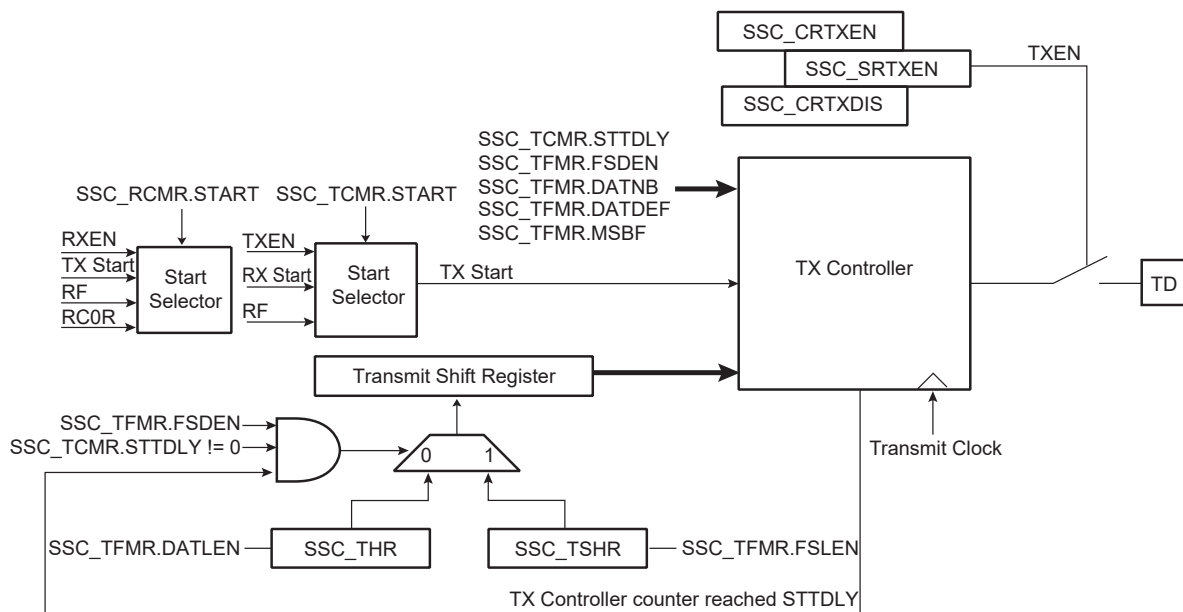 SSC_CRTXEN
SSC_SRTXEN
TXEN
SSC_CRTXDIS
SSC_TCMR.STTDLY
SSC_TFMR.FSDEN
SSC_TFMR.DATNB
SSC_TFMR.DATDEF
SSC_TFMR.MSBF
SSC_RCMR.START
SSC_TCMR.START
RXEN
TX Start
RF
RC0R
Start
Selector
TXEN
RX Start
RF
Start
Selector
TX Start
TX Controller
TD
Transmit Shift Register
SSC_TFMR.FSDEN
SSC_TCMR.STTDLY != 0
0
1
Transmit Clock
SSC_TFMR.DATLEN
SSC_THR
SSC_TSHR
SSC_TFMR.FSLEN
TX Controller counter reached STTDLY